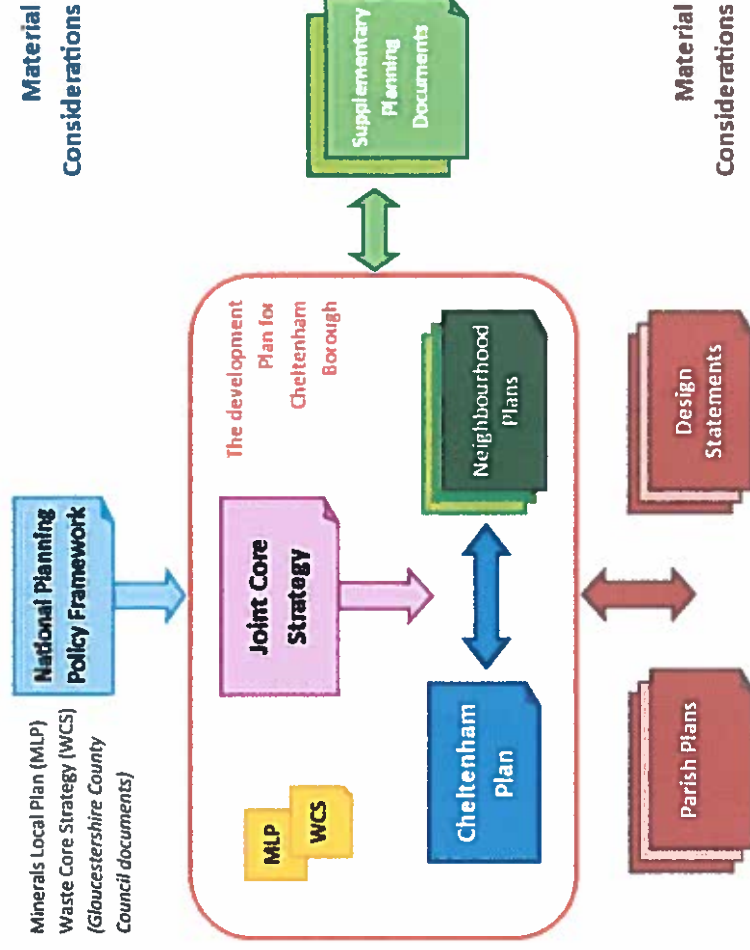 Minerals Local Plan (MLP)
Waste Core Strategy (WCS)
(Gloucestershire County
Council documents)
National Planning
Policy Framework
Material
Considerations
MLP
WCS
Joint Core
Strategy
The development
Plan for
Cheltenham
Borough
Supplementary
Planning
Documents
Cheltenham
Plan
Neighbourhood
Plans
Parish Plans
Design
Statements
Material
Considerations